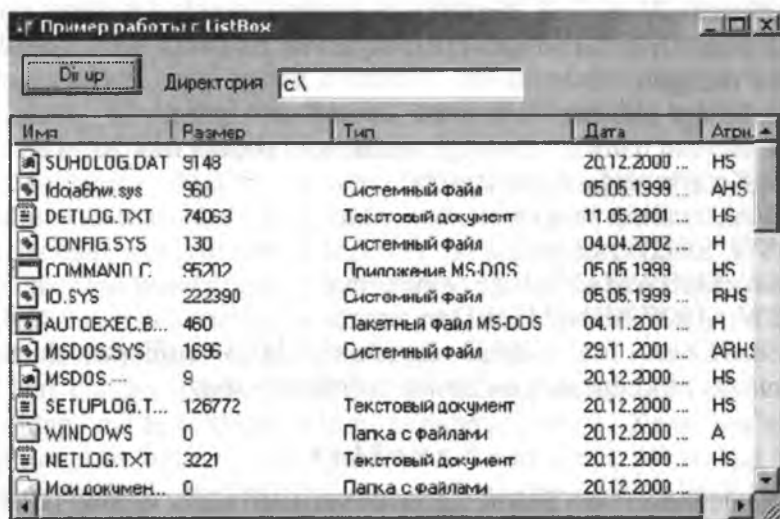 Пример работы с ListBox
Dir up Директория c:\
Имя Размер Тип Дата Атри.
SUHDLOG.DAT 9148 20.12.2000 ... HS
960 Системный файл 05.05.1999 ... AHS
DETLOG.TXT 74063 Текстовый документ 11.05.2001 ... HS
CONFIG.SYS 130 Системный файл 04.04.2002 ... H
COMMAND.C.. 95202 Приложение MS-DOS 05.05.1999 ... HS
IO.SYS 222390 Системный файл 05.05.1999 ... RHS
AUTOEXEC.B... 460 Пакетный файл MS-DOS 04.11.2001 ... H
MSDOS.SYS 1696 Системный файл 29.11.2001 ... ARHS
MSDOS.--- 9 20.12.2000 ... HS
SETUPLOG.T... 126772 Текстовый документ 20.12.2000 ... HS
WINDOWS 0 Папка с файлами 20.12.2000 ... A
NETLOG.TXT 3221 Текстовый документ 20.12.2000 ... HS
Мои докумен... 0 Папка с файлами 20.12.2000 ...